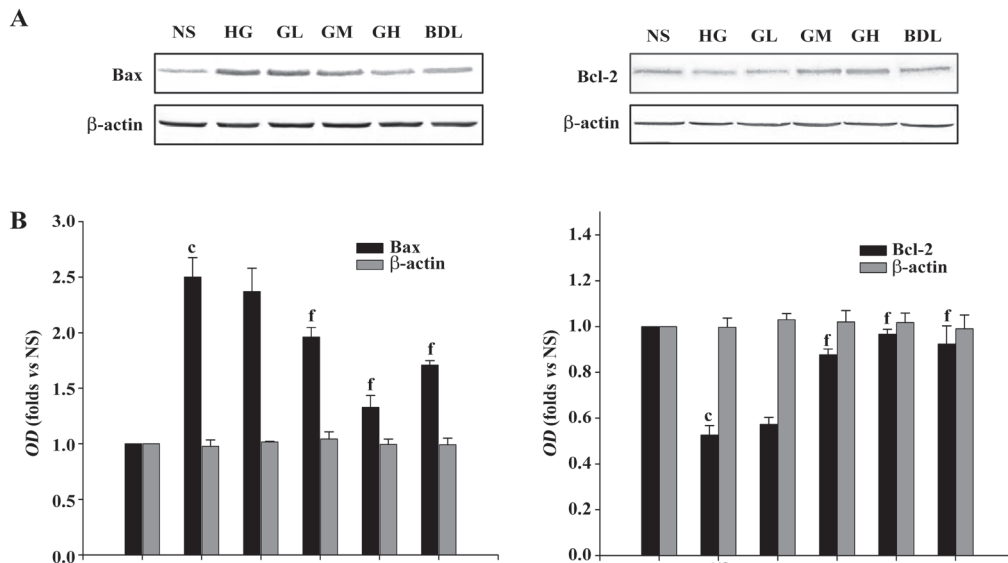 A
NS HG GL GM GH BDL
Bax
β-actin
NS HG GL GM GH BDL
Bcl-2
β-actin
B
3.0
2.5
2.0
1.5
1.0
0.5
0.0
OD (folds vs NS)
Bax
β-actin
c
f
f
f
1.4
1.2
1.0
0.8
0.6
0.4
0.2
0.0
OD (folds vs NS)
Bcl-2
β-actin
c
f
f
f